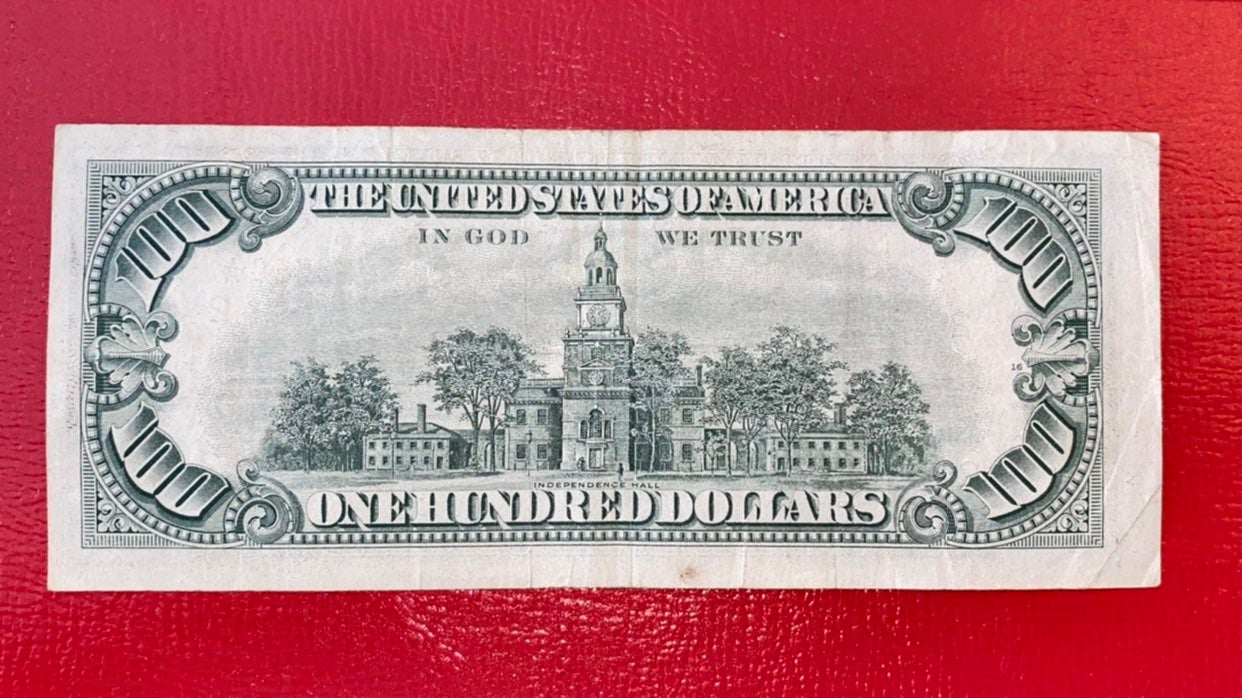 THE UNITED STATES OF AMERICA
100
100
IN GOD WE TRUST
16
100
100
INDEPENDENCE HALL
ONE HUNDRED DOLLARS